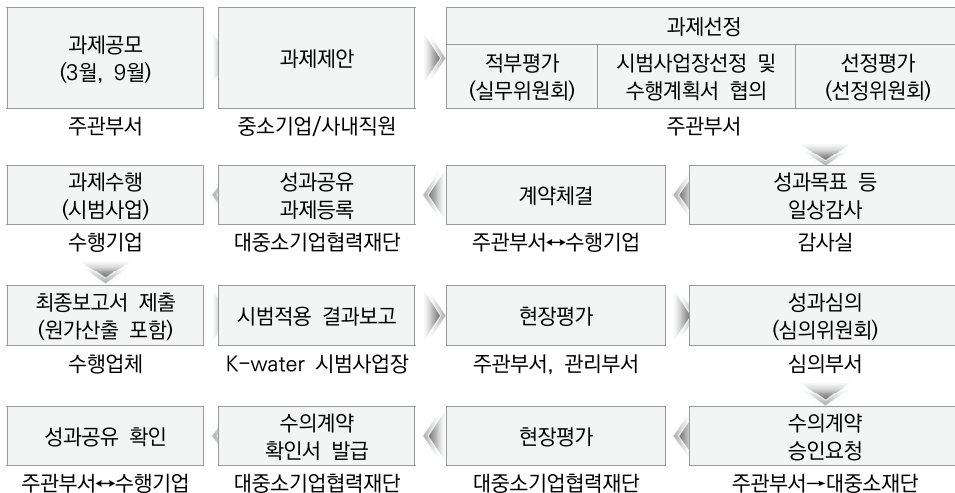 과제공모
(3월, 9월)
주관부서
과제제안
중소기업/사내직원
과제선정
적부평가
(실무위원회)
시범사업장선정 및
수행계획서 협의
선정평가
(선정위원회)
주관부서
성과목표 등
일상감사
감사실
계약체결
주관부서↔수행기업
성과공유
과제등록
대중소기업협력재단
과제수행
(시범사업)
수행기업
최종보고서 제출
(원가산출 포함)
수행업체
시범적용 결과보고
K-water 시범사업장
현장평가
주관부서, 관리부서
성과심의
(심의위원회)
심의부서
수의계약
승인요청
주관부서→대중소재단
현장평가
대중소기업협력재단
수의계약
확인서 발급
대중소기업협력재단
성과공유 확인
주관부서↔수행기업